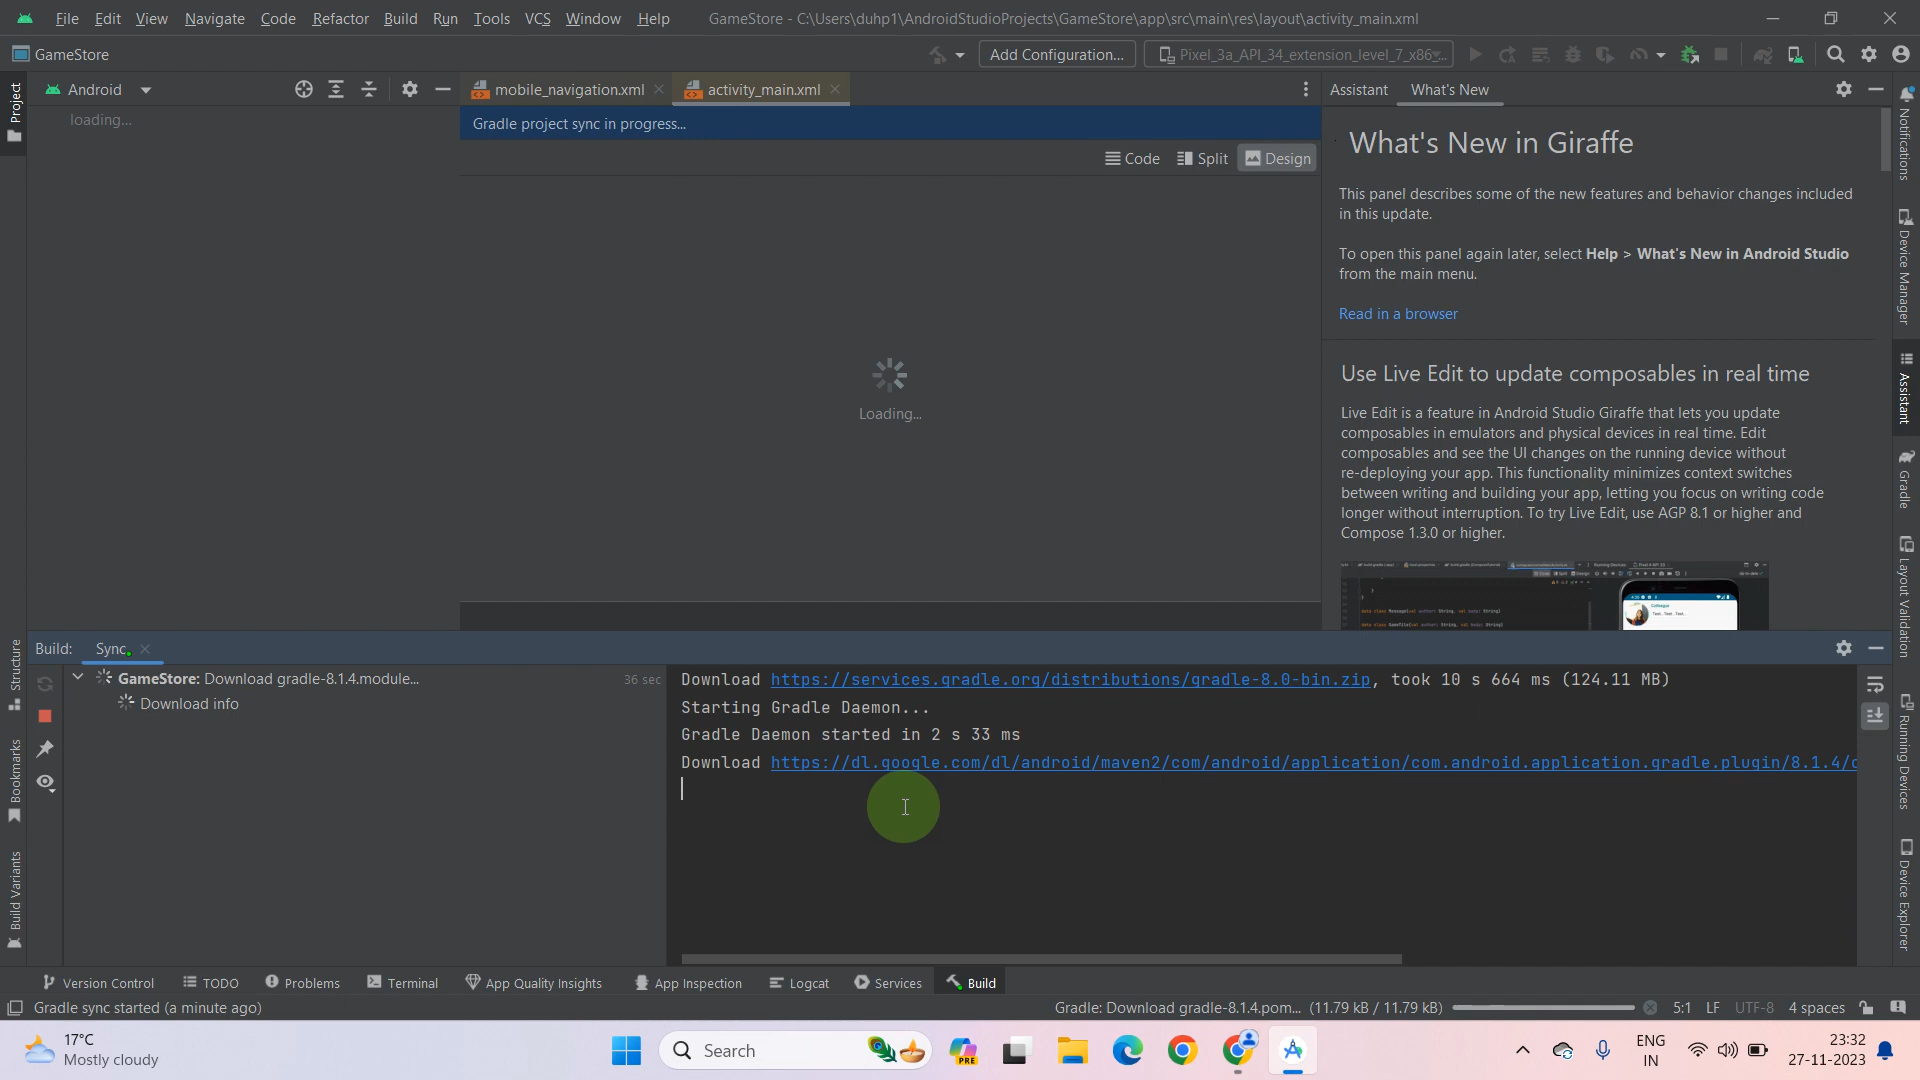 File Edit View Navigate Code Refactor Build Run Tools VCS Window Help GameStore - C:\Users\duhp1\AndroidStudioProjects\GameStore\app\src\main\res\layout\activity_main.xml
GameStore Add Configuration... Pixel_3a_API_34_extension_level_7_x86_...
Project
Android
mobile_navigation.xml activity_main.xml
Assistant What's New
loading...
Gradle project sync in progress...
Code Split Design
Loading...
What's New in Giraffe
This panel describes some of the new features and behavior changes included
in this update.
To open this panel again later, select Help > What's New in Android Studio
from the main menu.
Read in a browser
Use Live Edit to update composables in real time
Live Edit is a feature in Android Studio Giraffe that lets you update
composables in emulators and physical devices in real time. Edit
composables and see the UI changes on the running device without
re-deploying your app. This functionality minimizes context switches
between writing and building your app, letting you focus on writing code
longer without interruption. To try Live Edit, use AGP 8.1 or higher and
Compose 1.3.0 or higher.
Notifications
Device Manager
Assistant
Gradle
Layout Validation
Running Devices
Device Explorer
Structure
Bookmarks
Build Variants
Build: Sync
GameStore: Download gradle-8.1.4.module... 36 sec
Download info
Download https://services.gradle.org/distributions/gradle-8.0-bin.zip, took 10 s 664 ms (124.11 MB)
Starting Gradle Daemon...
Gradle Daemon started in 2 s 33 ms
Download https://dl.google.com/dl/android/maven2/com/android/application/com.android.application.gradle.plugin/8.1.4/c
Version Control TODO Problems Terminal App Quality Insights App Inspection Logcat Services Build
Gradle sync started (a minute ago) Gradle: Download gradle-8.1.4.pom... (11.79 kB / 11.79 kB) 5:1 LF UTF-8 4 spaces
17°C
Mostly cloudy
Search
PRE
ENG
IN
23:32
27-11-2023